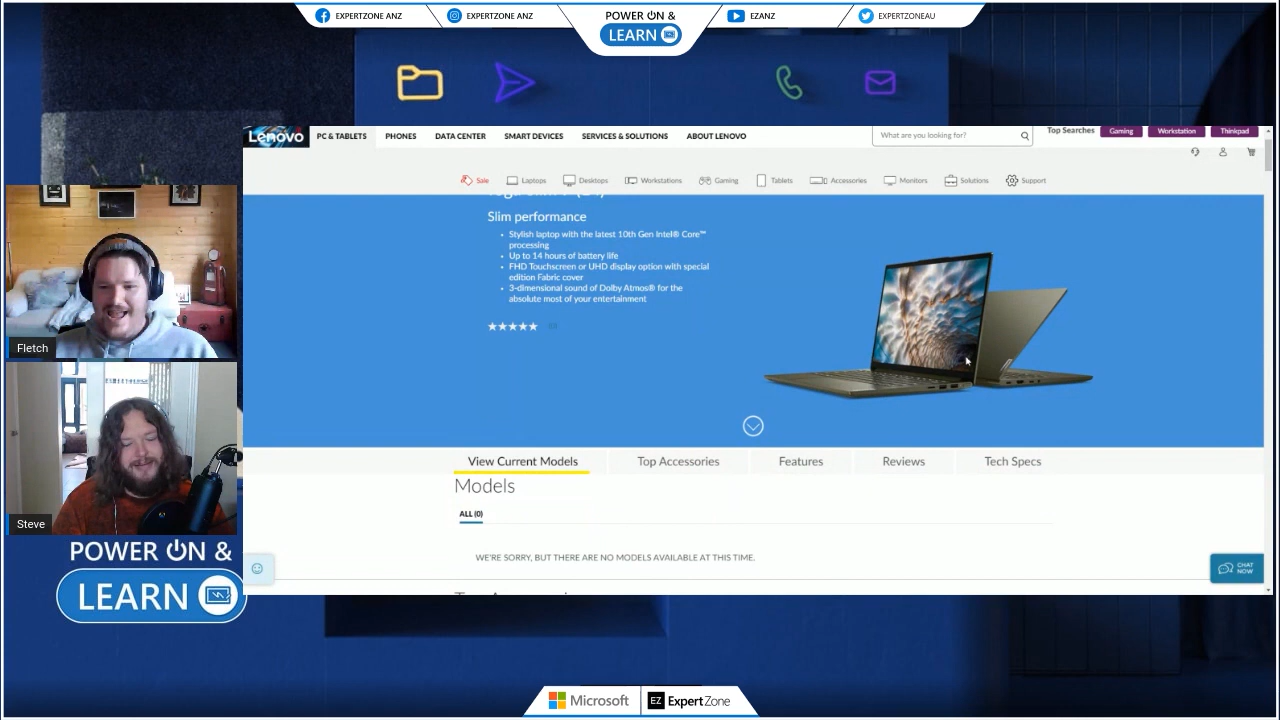 EXPERTZONE ANZ
EXPERTZONE ANZ
POWER ON &
LEARN
EZANZ
EXPERTZONEAU
Lenovo
PC & TABLETS
PHONES
DATA CENTER
SMART DEVICES
SERVICES & SOLUTIONS
ABOUT LENOVO
What are you looking for?
Top Searches
Gaming
Workstation
Thinkpad
Sale
Laptops
Desktops
Workstations
Gaming
Tablets
Accessories
Monitors
Solutions
Support
Slim performance
• Stylish laptop with the latest 10th Gen Intel® Core™
processing
• Up to 14 hours of battery life
• FHD Touchscreen or UHD display option with special
edition Fabric cover
• 3-dimensional sound of Dolby Atmos® for the
absolute most of your entertainment
View Current Models
Top Accessories
Features
Reviews
Tech Specs
Models
ALL (0)
WE'RE SORRY, BUT THERE ARE NO MODELS AVAILABLE AT THIS TIME.
CHAT
NOW
Fletch
Steve
POWER ON &
LEARN
Microsoft
EZ ExpertZone